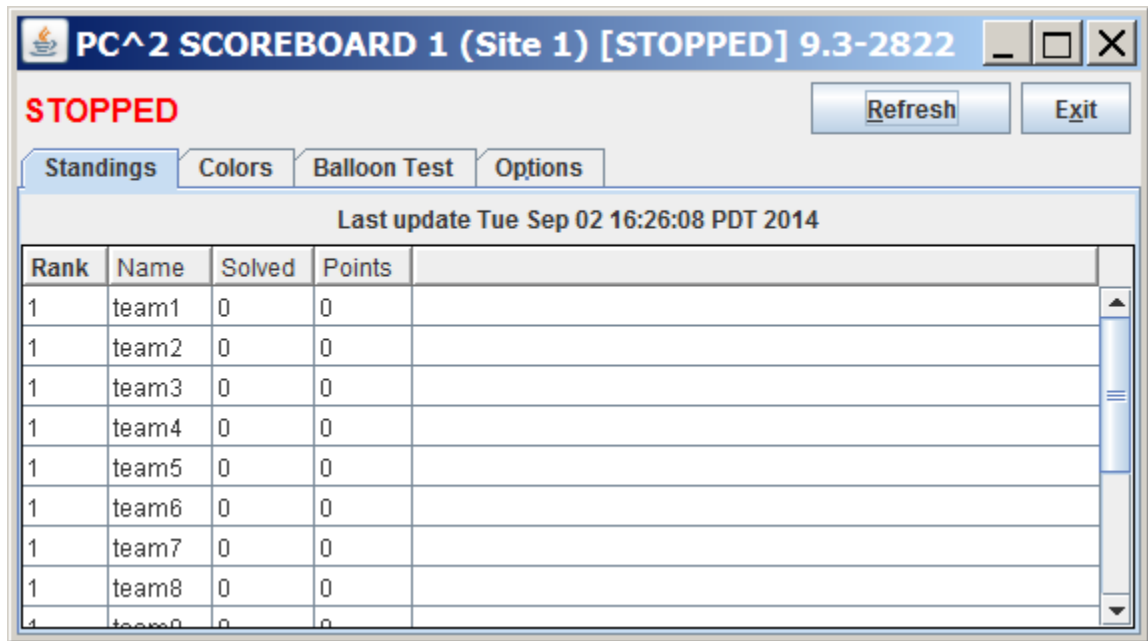 PC^2 SCOREBOARD 1 (Site 1) [STOPPED] 9.3-2822
STOPPED Refresh Exit
Standings Colors Balloon Test Options
Last update Tue Sep 02 16:26:08 PDT 2014
Rank Name Solved Points
1 team1 0 0
1 team2 0 0
1 team3 0 0
1 team4 0 0
1 team5 0 0
1 team6 0 0
1 team7 0 0
1 team8 0 0